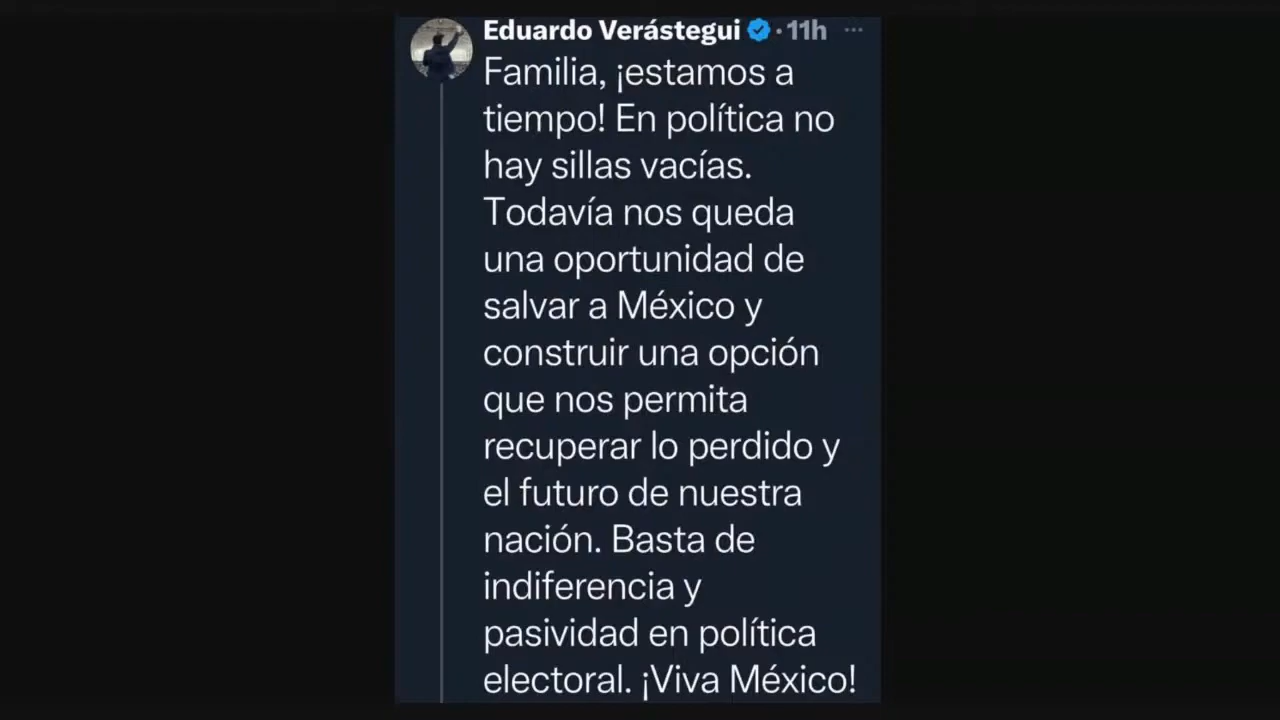 Eduardo Verástegui · 11h ···
Familia, ¡estamos a
tiempo! En política no
hay sillas vacías.
Todavía nos queda
una oportunidad de
salvar a México y
construir una opción
que nos permita
recuperar lo perdido y
el futuro de nuestra
nación. Basta de
indiferencia y
pasividad en política
electoral. ¡Viva México!